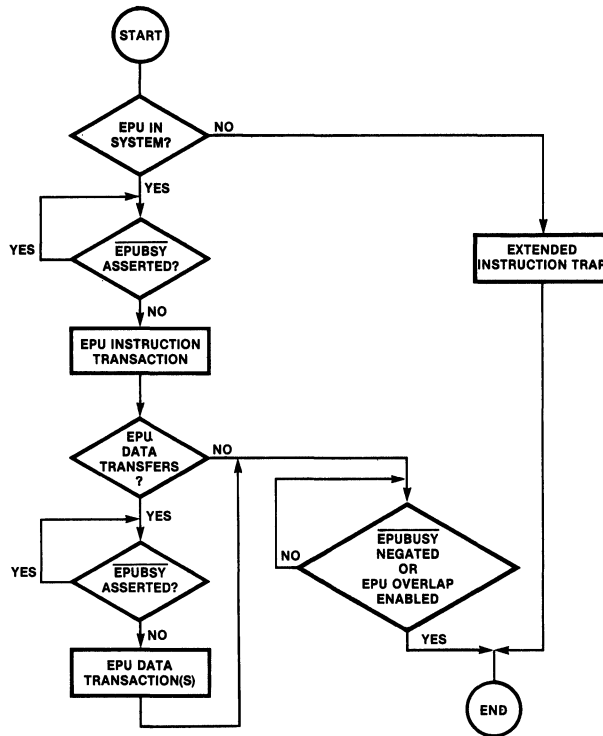 START
EPU IN
SYSTEM?
NO
YES
YES
EPUBSY
ASSERTED?
EXTENDED
INSTRUCTION TRAP
NO
EPU INSTRUCTION
TRANSACTION
EPU
DATA
TRANSFERS
?
NO
YES
YES
EPUBSY
ASSERTED?
NO
EPUBUSY
NEGATED
OR
EPU OVERLAP
ENABLED
NO
EPU DATA
TRANSACTION(S)
YES
END